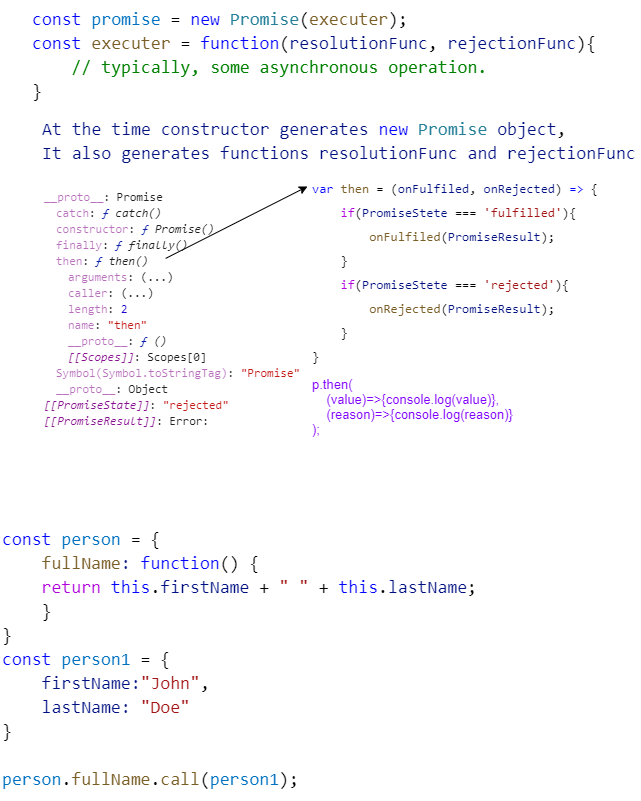 const promise = new Promise(executer);
const executer = function(resolutionFunc, rejectionFunc){
// typically, some asynchronous operation.
}
At the time constructor generates new Promise object,
It also generates functions resolutionFunc and rejectionFunc
__proto__: Promise
catch: ƒ catch()
constructor: ƒ Promise()
finally: ƒ finally()
then: ƒ then()
arguments: (...)
caller: (...)
length: 2
name: "then"
__proto__: ƒ ()
[[Scopes]]: Scopes[0]
Symbol(Symbol.toStringTag): "Promise"
__proto__: Object
[[PromiseState]]: "rejected"
[[PromiseResult]]: Error:
var then = (onFulfiled, onRejected) => {
if(PromiseStete === 'fulfilled'){
onFulfiled(PromiseResult);
}
if(PromiseStete === 'rejected'){
onRejected(PromiseResult);
}
}
p.then(
(value)=>{console.log(value)},
(reason)=>{console.log(reason)}
);
const person = {
fullName: function() {
return this.firstName + " " + this.lastName;
}
}
const person1 = {
firstName:"John",
lastName: "Doe"
}
person.fullName.call(person1);